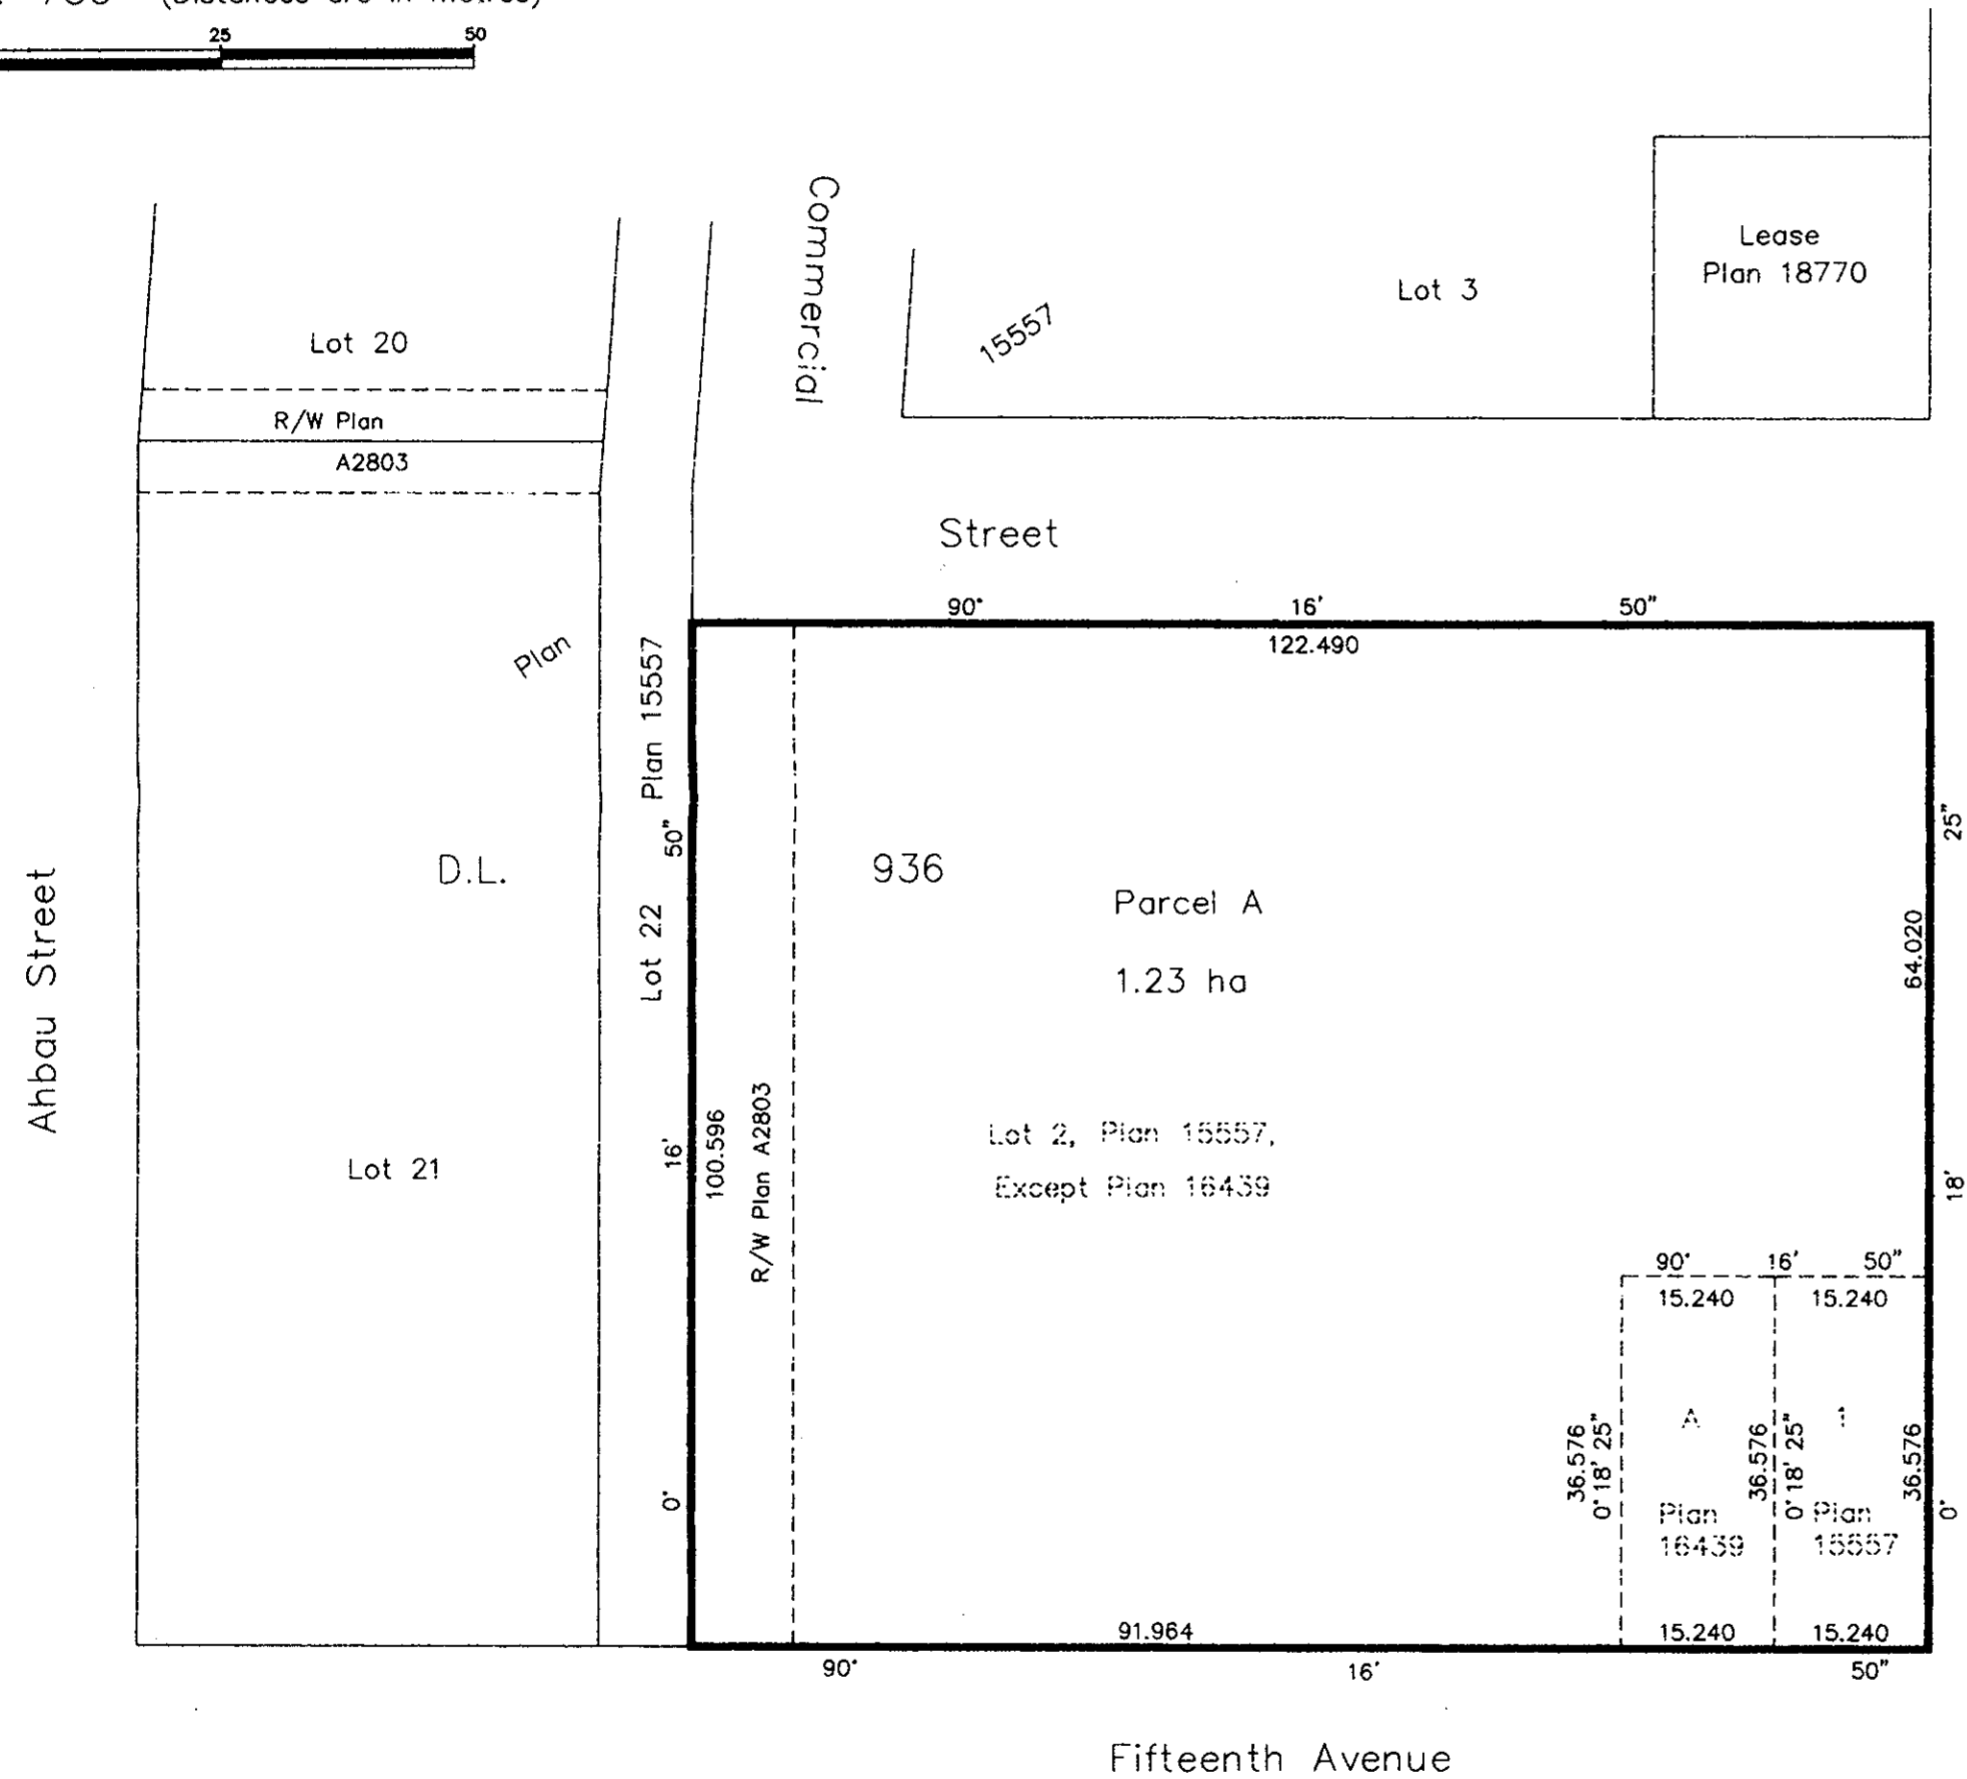 (Distances are in metres)
25
50
Commercial
Lease
Plan 18770
Lot 3
15557
Lot 20
R/W Plan
A2803
Street
90° 16' 50"
122.490
Plan
Lot 22 Plan 15557
0° 16' 50"
100.596
R/W Plan A2803
D.L.
936
Parcel A
1.23 ha
0° 18' 25"
64.020
Ahbau Street
Lot 21
Lot 2, Plan 15557,
Except Plan 16439
90° 16' 50"
15.240
15.240
36.576
0°18' 25"
A
Plan
16439
36.576
0°18' 25"
1
Plan
15557
36.576
91.964
15.240
15.240
90° 16' 50"
Fifteenth Avenue